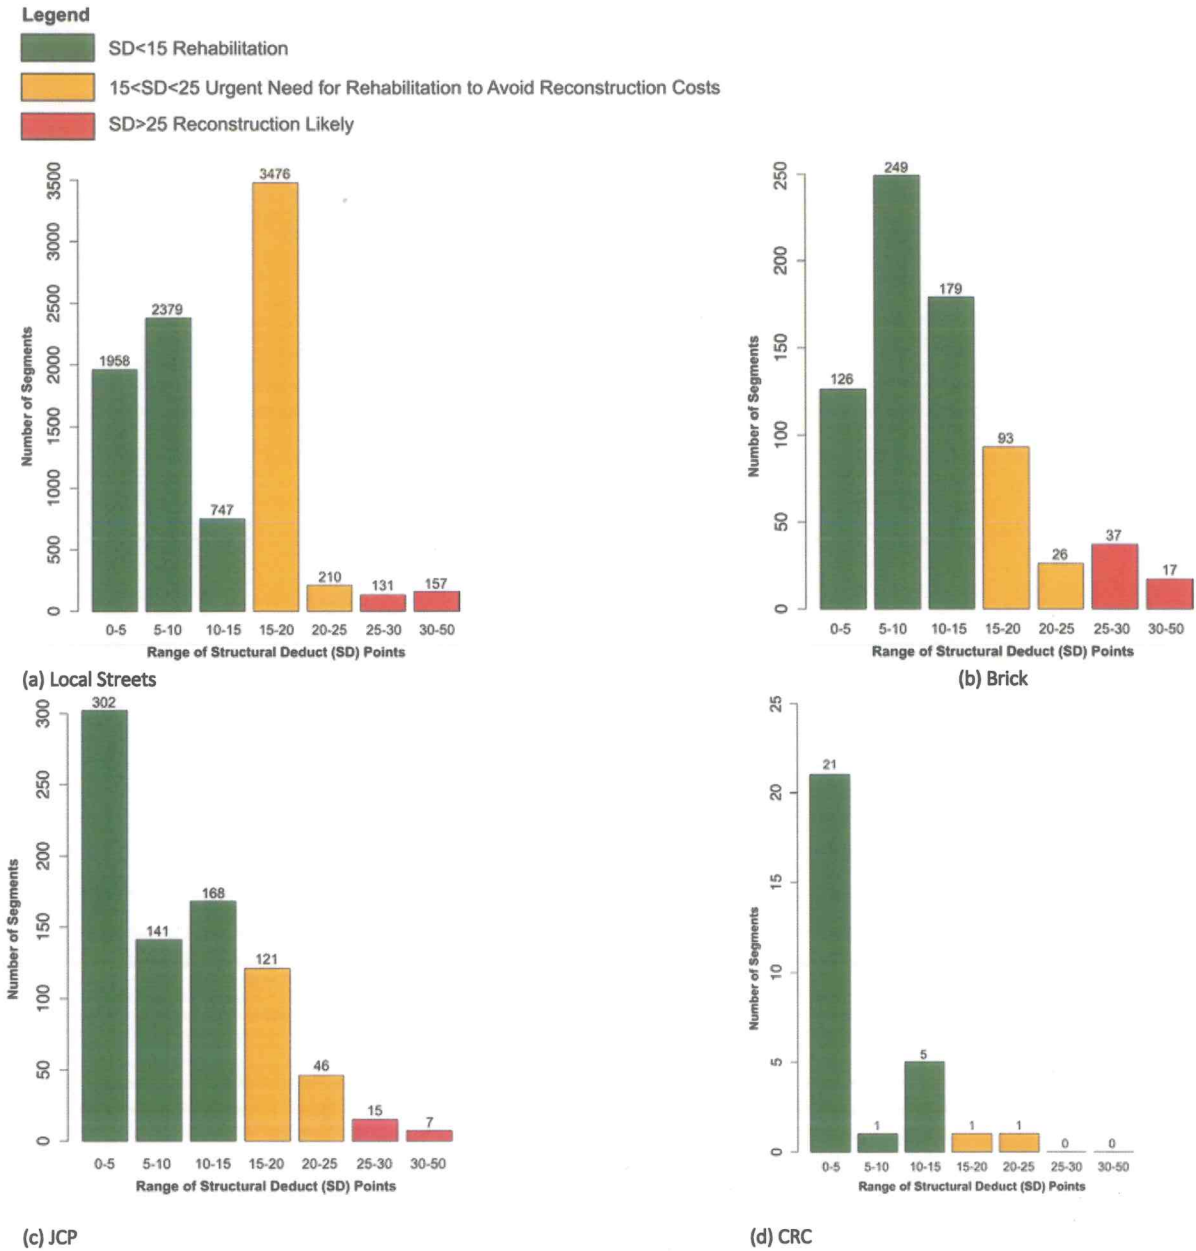 Legend
SD<15 Rehabilitation
15<SD<25 Urgent Need for Rehabilitation to Avoid Reconstruction Costs
SD>25 Reconstruction Likely
Number of Segments
3500
3000
2500
2000
1500
1000
500
0
1958
2379
747
3476
210
131
157
0-5 5-10 10-15 15-20 20-25 25-30 30-50
Range of Structural Deduct (SD) Points
(a) Local Streets
Number of Segments
250
200
150
100
50
0
126
249
179
93
26
37
17
0-5 5-10 10-15 15-20 20-25 25-30 30-50
Range of Structural Deduct (SD) Points
(b) Brick
Number of Segments
300
250
200
150
100
50
0
302
141
168
121
46
15
7
0-5 5-10 10-15 15-20 20-25 25-30 30-50
Range of Structural Deduct (SD) Points
(c) JCP
Number of Segments
25
20
15
10
5
0
21
1
5
1
1
0
0
0-5 5-10 10-15 15-20 20-25 25-30 30-50
Range of Structural Deduct (SD) Points
(d) CRC